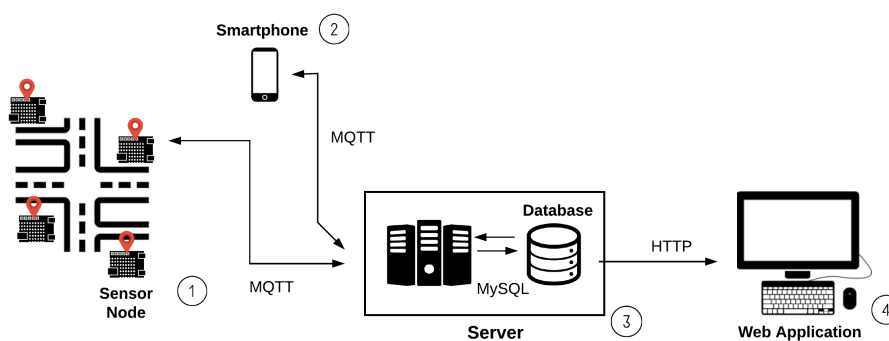 Smartphone
2
MQTT
Database
HTTP
MySQL
MQTT
Sensor
Node
1
3
Server
4
Web Application